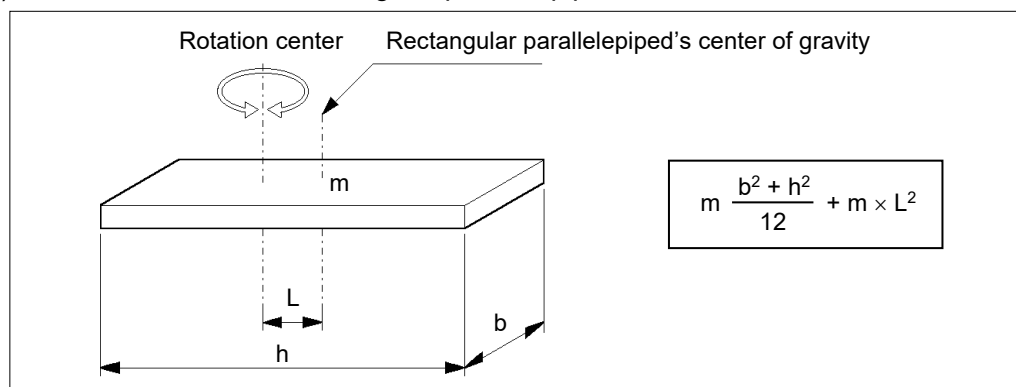 Rotation center
Rectangular parallelepiped’s center of gravity
m
m b² + h² / 12 + m × L²
L
b
h